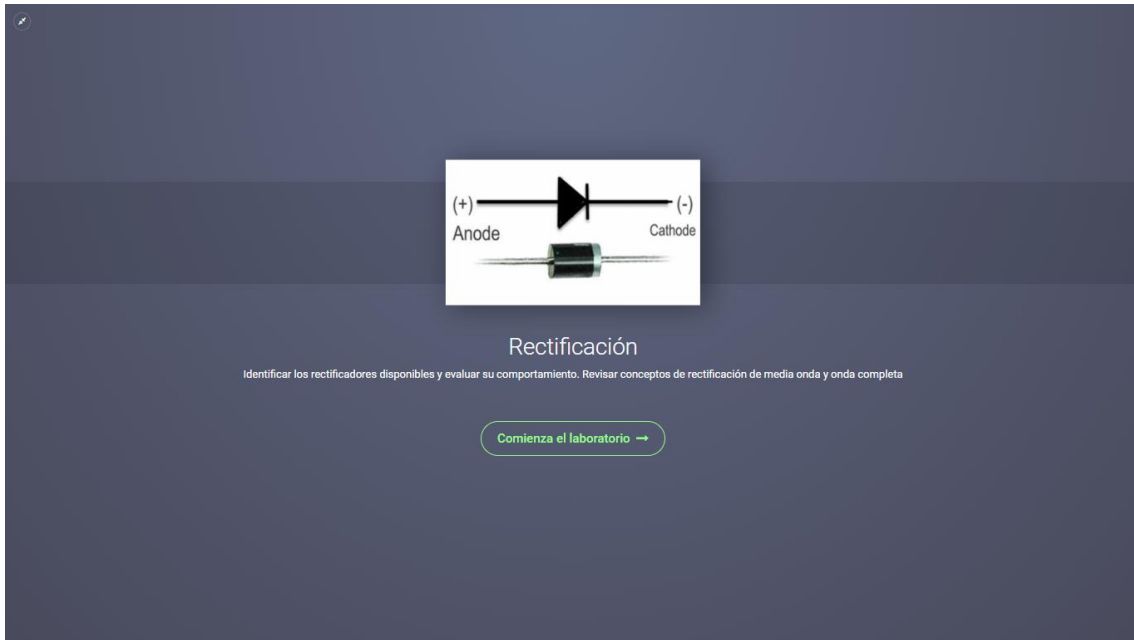 (+)
(-)
Anode
Cathode
Rectificación
Identificar los rectificadores disponibles y evaluar su comportamiento. Revisar conceptos de rectificación de media onda y onda completa
Comienza el laboratorio →